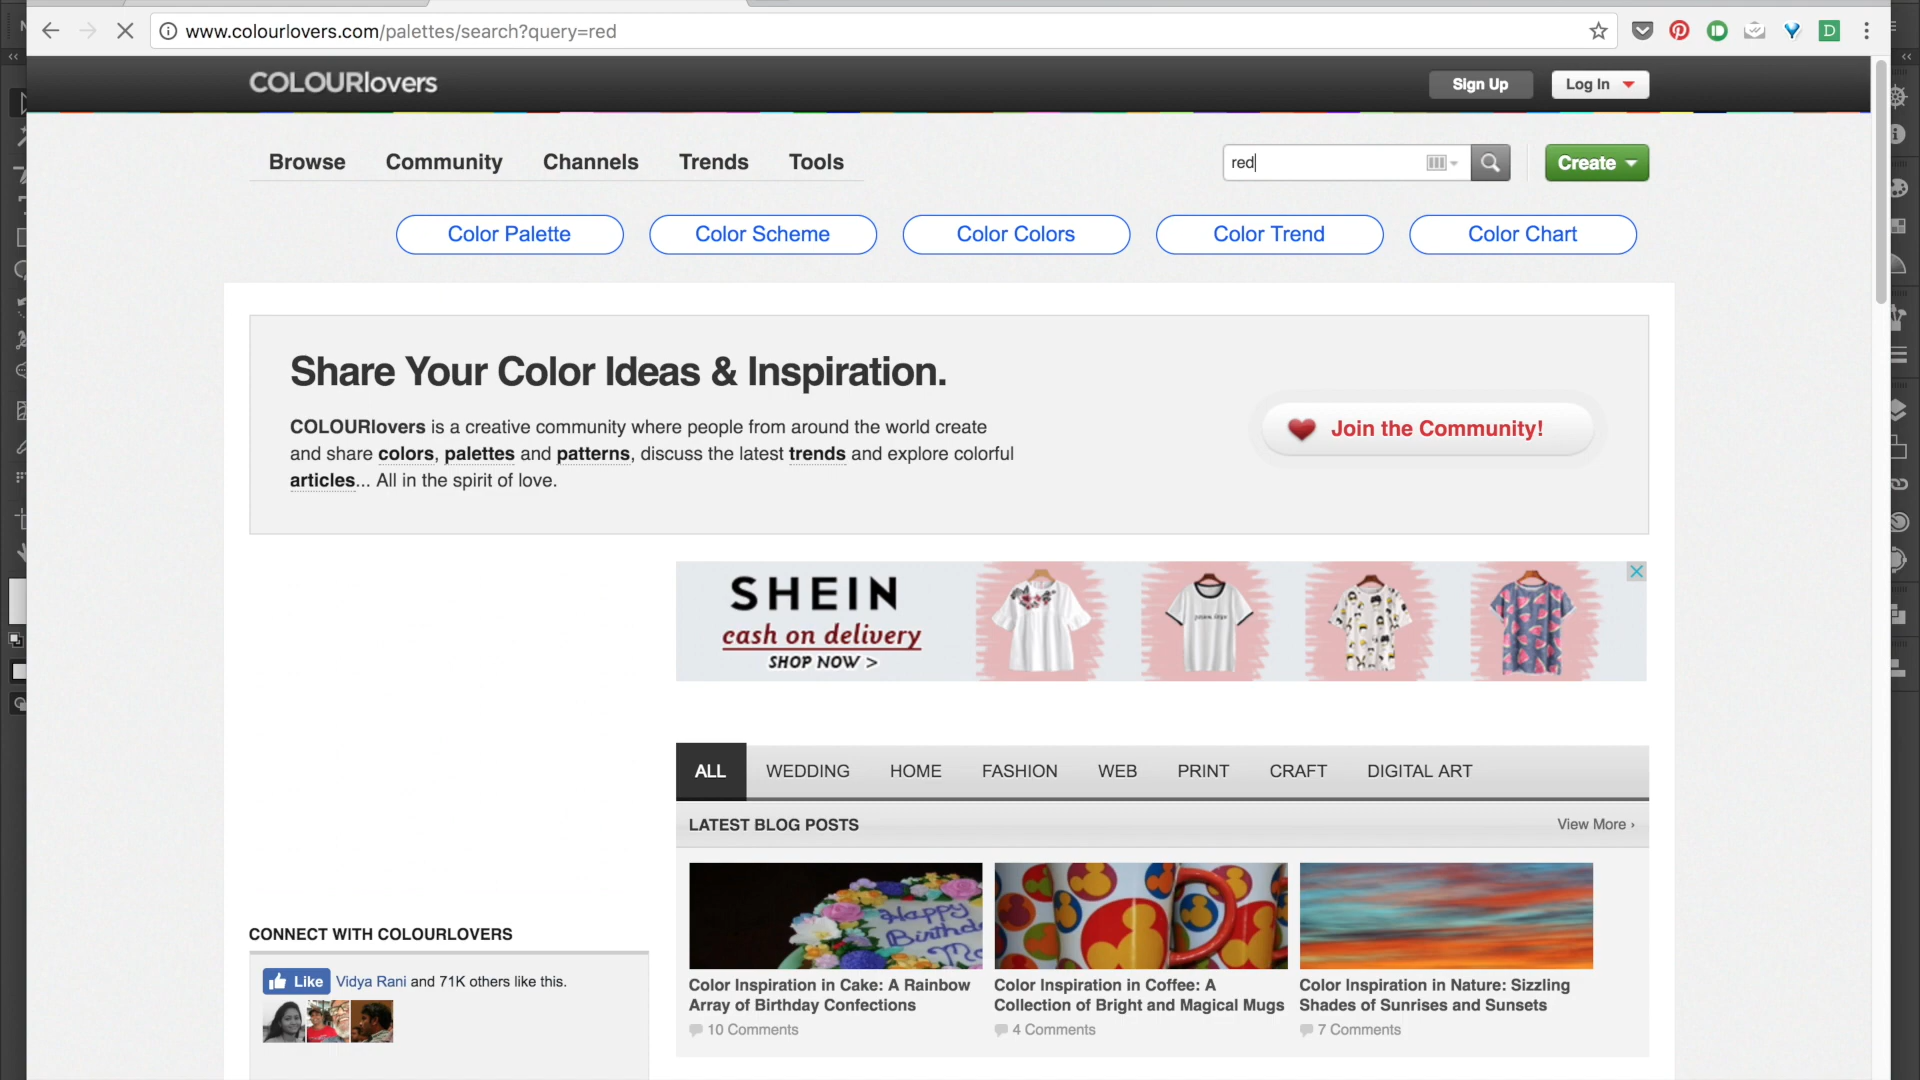 www.colourlovers.com/palettes/search?query=red
COLOURlovers
Sign Up
Log In
Browse
Community
Channels
Trends
Tools
red
Create
Color Palette
Color Scheme
Color Colors
Color Trend
Color Chart
Share Your Color Ideas & Inspiration.
COLOURlovers is a creative community where people from around the world create
and share colors, palettes and patterns, discuss the latest trends and explore colorful
articles... All in the spirit of love.
Join the Community!
SHEIN
cash on delivery
SHOP NOW >
ALL
WEDDING
HOME
FASHION
WEB
PRINT
CRAFT
DIGITAL ART
LATEST BLOG POSTS
View More ›
Happy
Birthd
Color Inspiration in Cake: A Rainbow
Array of Birthday Confections
10 Comments
Color Inspiration in Coffee: A
Collection of Bright and Magical Mugs
4 Comments
Color Inspiration in Nature: Sizzling
Shades of Sunrises and Sunsets
7 Comments
CONNECT WITH COLOURLOVERS
Like
Vidya Rani and 71K others like this.